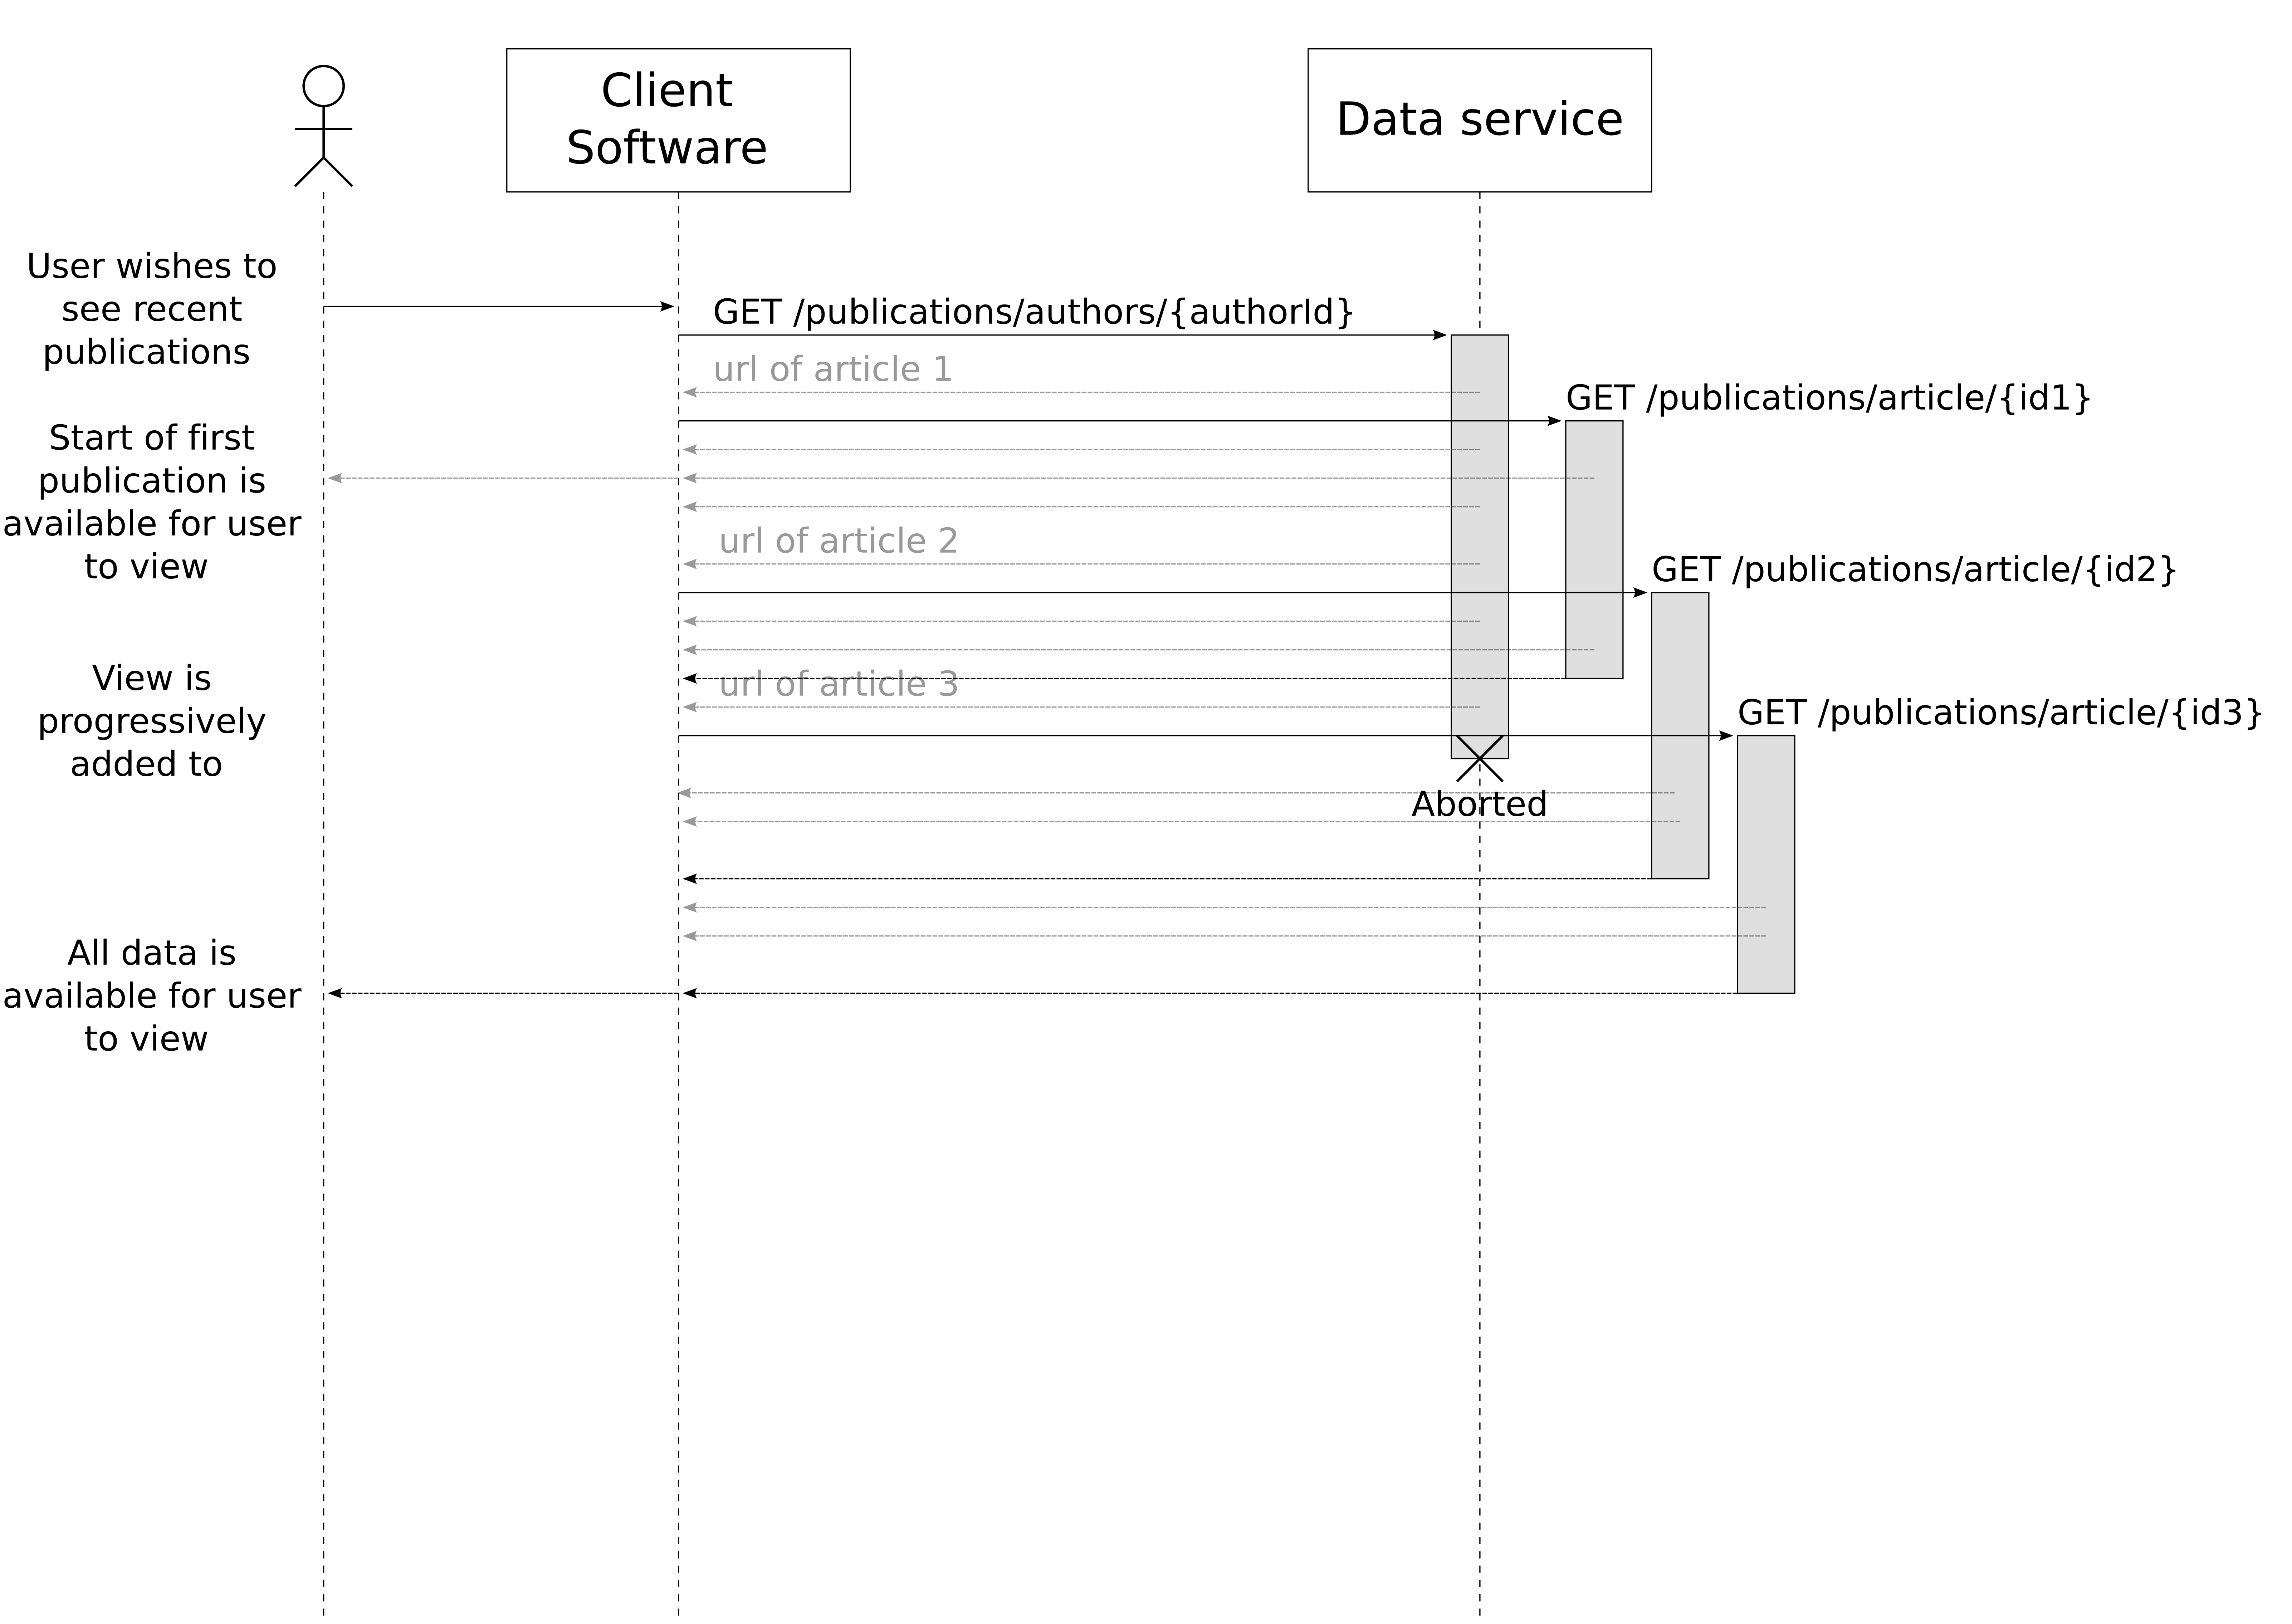 Client
Software
Data service
User wishes to
see recent
publications
GET /publications/authors/{authorId}
url of article 1
GET /publications/article/{id1}
Start of first
publication is
available for user
to view
url of article 2
GET /publications/article/{id2}
View is
progressively
added to
url of article 3
GET /publications/article/{id3}
Aborted
All data is
available for user
to view